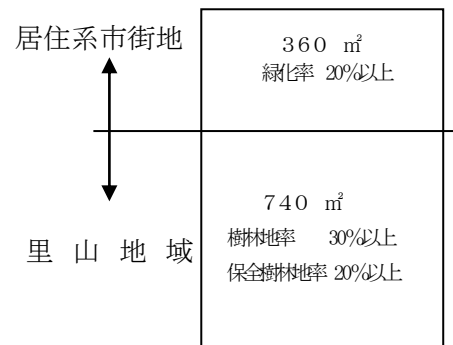 居住系市街地
360 ㎡
緑化率 20%以上
740 ㎡
里山地域
樹林地率 30%以上
保全樹林地率 20%以上